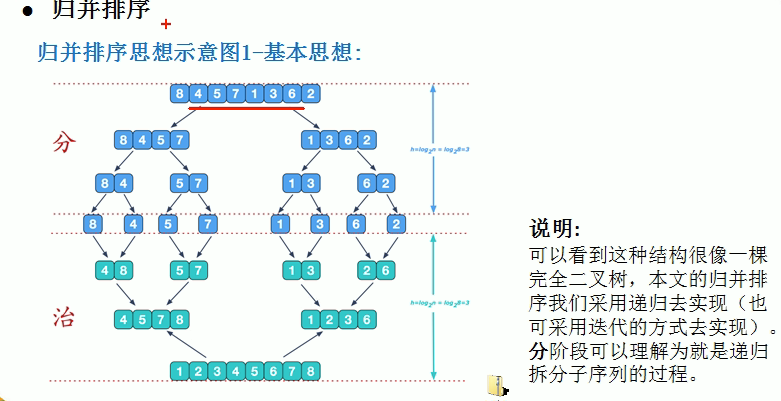 • 归并排序
归并排序思想示意图1-基本思想:
8 4 5 7 1 3 6 2
分
8 4 5 7 1 3 6 2
h=log₂n = log₂8=3
8 4 5 7 1 3 6 2
8 4 5 7 1 3 6 2
4 8 5 7 1 3 2 6
h=log₂n = log₂8=3
治
4 5 7 8 1 2 3 6
1 2 3 4 5 6 7 8
说明:
可以看到这种结构很像一棵
完全二叉树，本文的归并排
序我们采用递归去实现（也
可采用迭代的方式去实现）。
分阶段可以理解为就是递归
拆分子序列的过程。